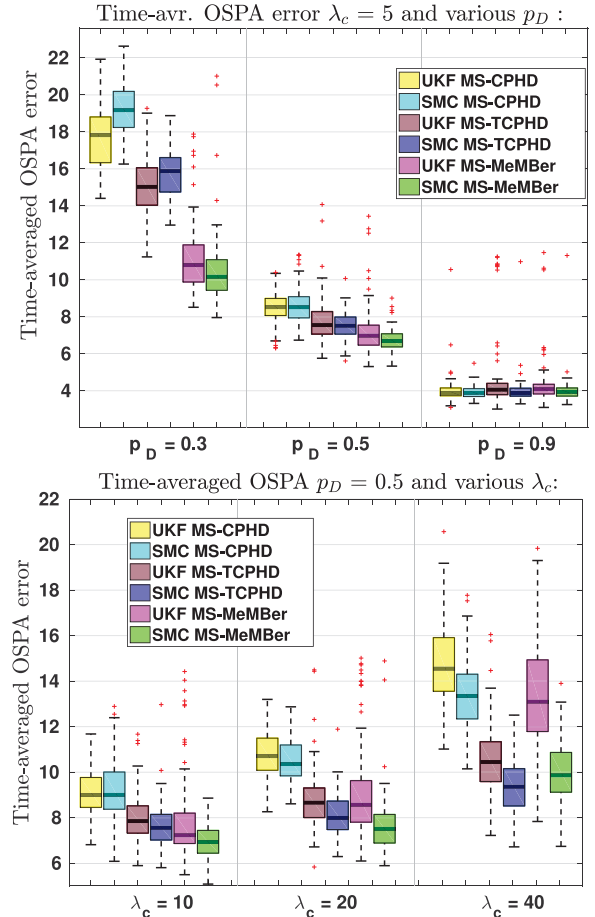 Time-avr. OSPA error λc = 5 and various pD :
22
20
18
16
14
12
10
8
6
4
Time-averaged OSPA error
UKF MS-CPHD
SMC MS-CPHD
UKF MS-TCPHD
SMC MS-TCPHD
UKF MS-MeMBer
SMC MS-MeMBer
p D = 0.3 p D = 0.5 p D = 0.9
Time-averaged OSPA pD = 0.5 and various λc:
22
20
18
16
14
12
10
8
6
Time-averaged OSPA error
UKF MS-CPHD
SMC MS-CPHD
UKF MS-TCPHD
SMC MS-TCPHD
UKF MS-MeMBer
SMC MS-MeMBer
λ c = 10 λ c = 20 λ c = 40